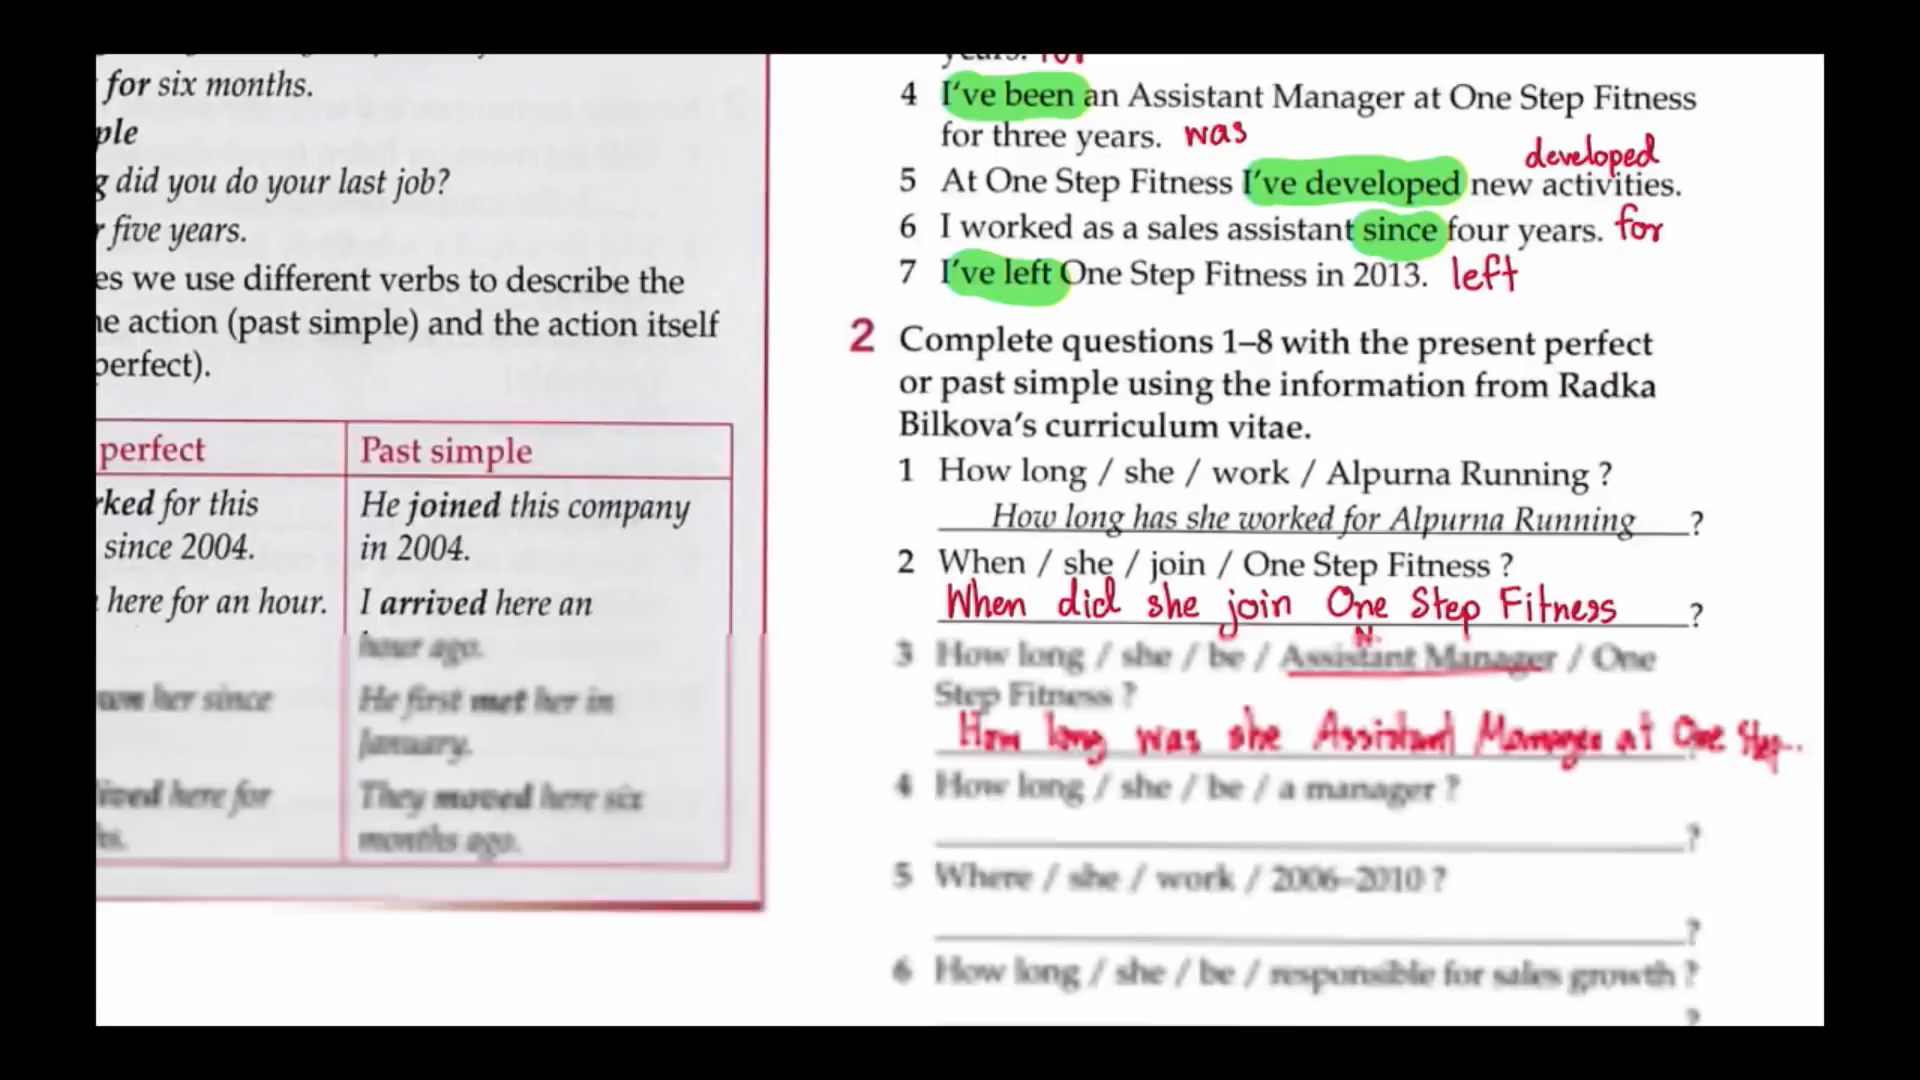 for six months.
ple
g did you do your last job?
r five years.
es we use different verbs to describe the
he action (past simple) and the action itself
perfect).
perfect Past simple
rked for this He joined this company
since 2004. in 2004.
here for an hour. I arrived here an
hour ago.
own her since He first met her in
January.
lived here for They moved here six
hs. months ago.
years. for
4 I've been an Assistant Manager at One Step Fitness
for three years. was
developed
5 At One Step Fitness I've developed new activities.
6 I worked as a sales assistant since four years. for
7 I've left One Step Fitness in 2013. left
2 Complete questions 1–8 with the present perfect
or past simple using the information from Radka
Bilkova's curriculum vitae.
1 How long / she / work / Alpurna Running ?
How long has she worked for Alpurna Running ?
2 When / she / join / One Step Fitness ?
When did she join One Step Fitness ?
N.
3 How long / she / be / Assistant Manager / One
Step Fitness ?
How long was she Assistant Manager at One Step..
4 How long / she / be / a manager ?
?
5 Where / she / work / 2006–2010 ?
?
6 How long / she / be / responsible for sales growth ?
?